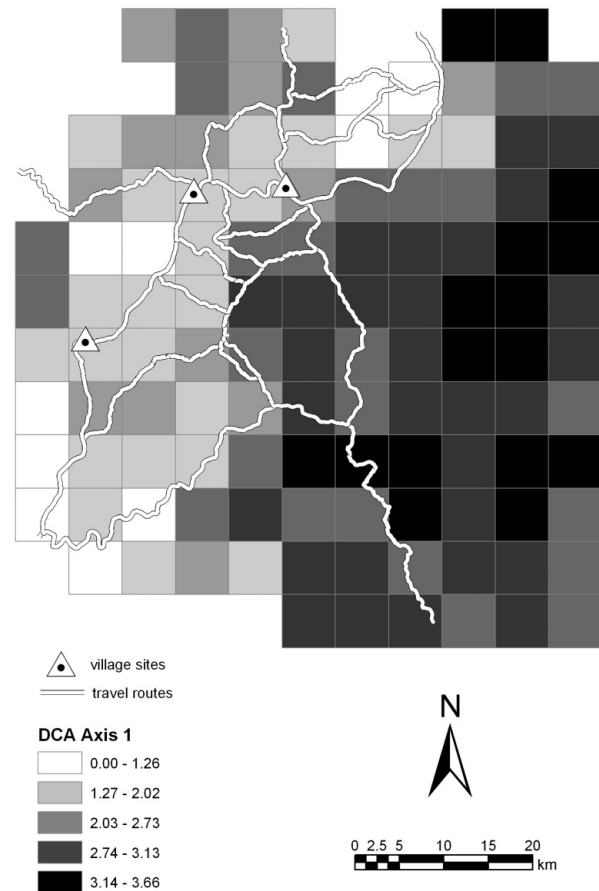 village sites
travel routes
DCA Axis 1
0.00 - 1.26
1.27 - 2.02
2.03 - 2.73
2.74 - 3.13
3.14 - 3.66
N
0 2.5 5 10 15 20
km